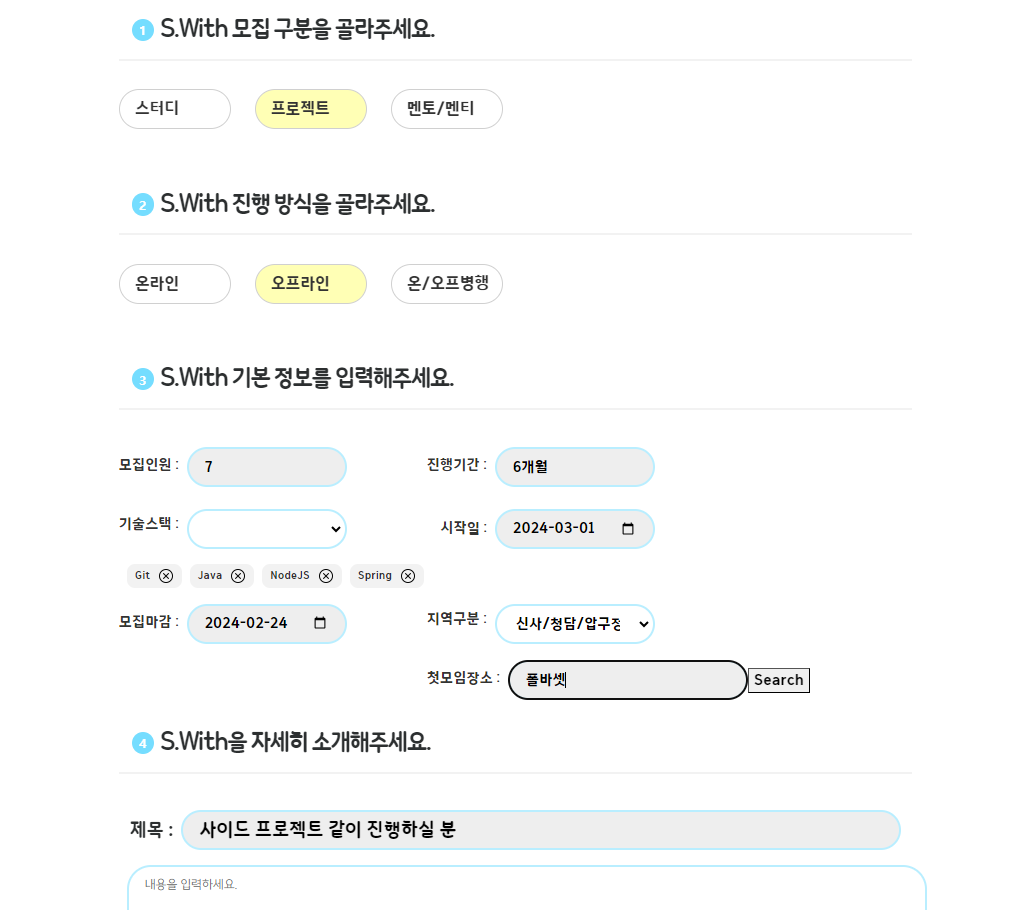 1 S.With 모집 구분을 골라주세요.
스터디 프로젝트 멘토/멘티
2 S.With 진행 방식을 골라주세요.
온라인 오프라인 온/오프병행
3 S.With 기본 정보를 입력해주세요.
모집인원 : 7 진행기간 : 6개월
기술스택 : 시작일 : 2024-03-01
Git Java NodeJS Spring
모집마감 : 2024-02-24 지역구분 : 신사/청담/압구정
첫모임장소 : 폴바셋 Search
4 S.With을 자세히 소개해주세요.
제목 : 사이드 프로젝트 같이 진행하실 분
내용을 입력하세요.